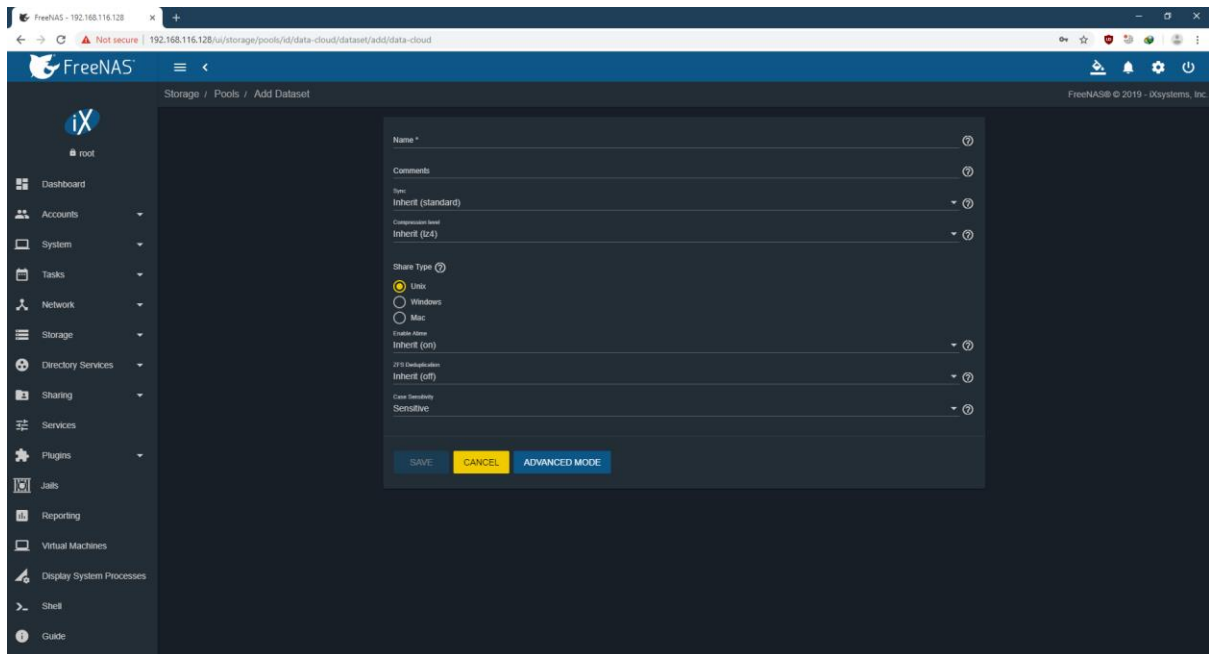 FreeNAS - 192.168.116.128
Not secure | 192.168.116.128/ui/storage/pools/id/data-cloud/dataset/add/data-cloud
FreeNAS
Storage / Pools / Add Dataset
FreeNAS® © 2019 - iXsystems, Inc.
iX
root
Dashboard
Accounts
System
Tasks
Network
Storage
Directory Services
Sharing
Services
Plugins
Jails
Reporting
Virtual Machines
Display System Processes
Shell
Guide
Name *
Comments
Sync
Inherit (standard)
Compression level
Inherit (lz4)
Share Type
Unix
Windows
Mac
Enable Atime
Inherit (on)
ZFS Deduplication
Inherit (off)
Case Sensitivity
Sensitive
SAVE CANCEL ADVANCED MODE